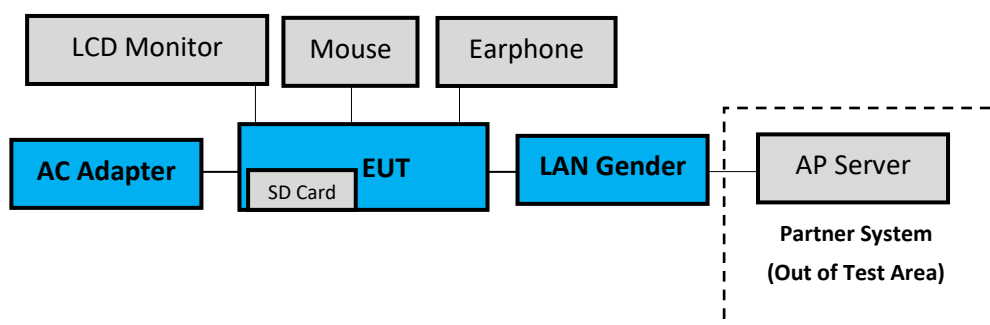 LCD Monitor
Mouse
Earphone
AC Adapter
EUT
SD Card
LAN Gender
AP Server
Partner System
(Out of Test Area)